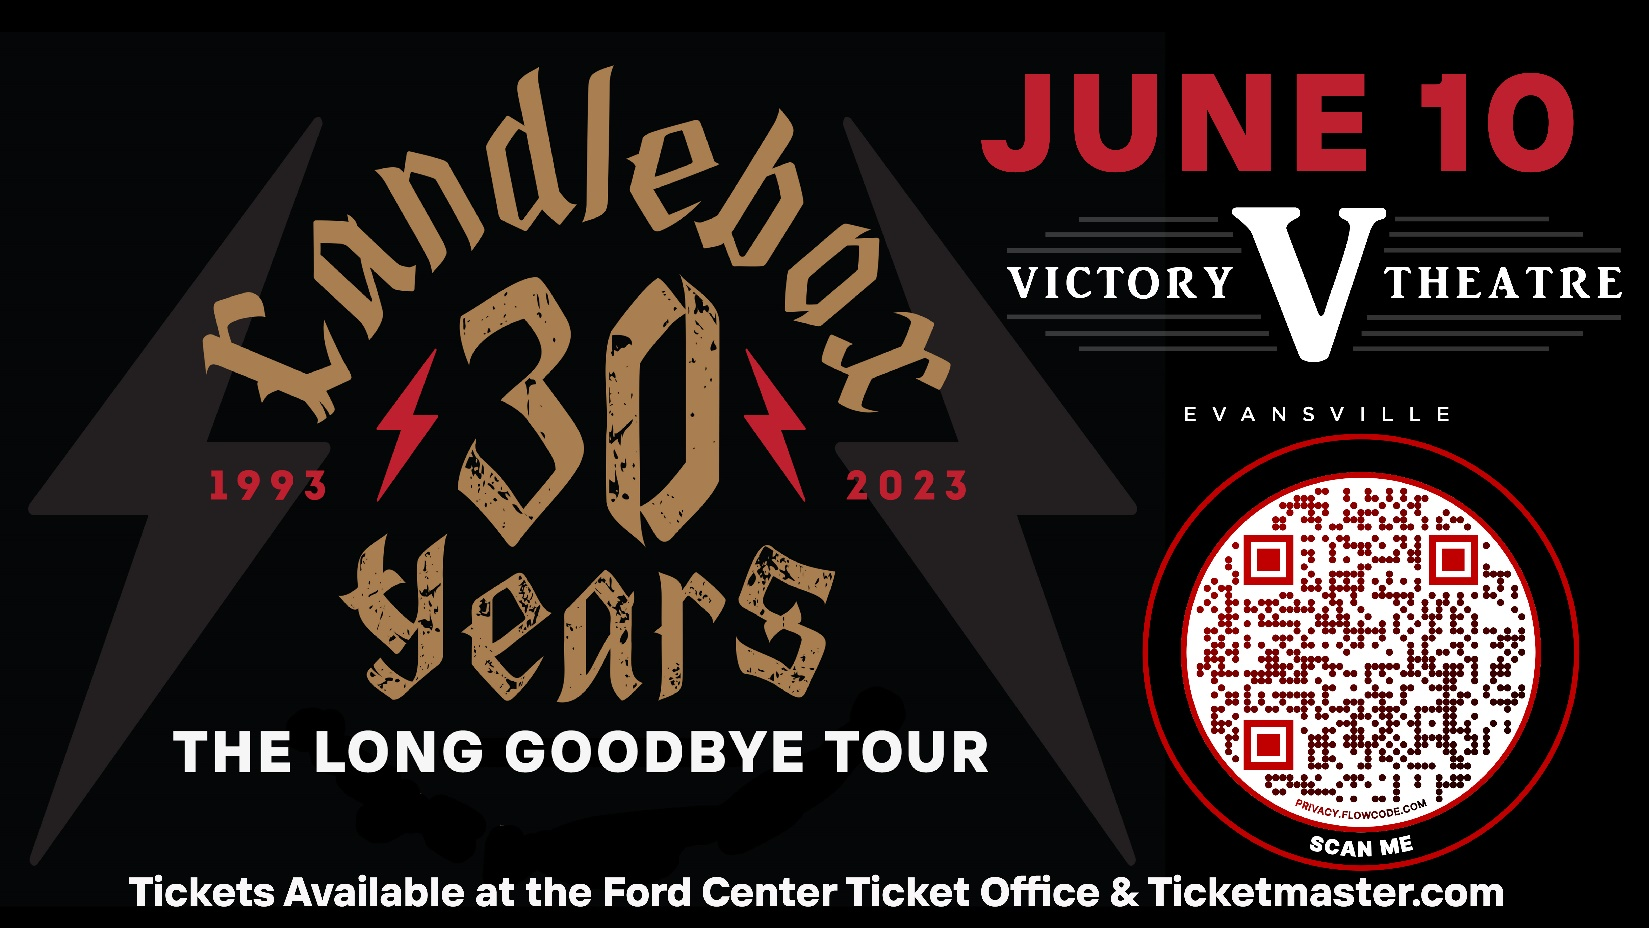 Candlebox
30
1993
2023
Years
THE LONG GOODBYE TOUR
JUNE 10
VICTORY V THEATRE
EVANSVILLE
PRIVACY.FLOWCODE.COM
SCAN ME
Tickets Available at the Ford Center Ticket Office & Ticketmaster.com